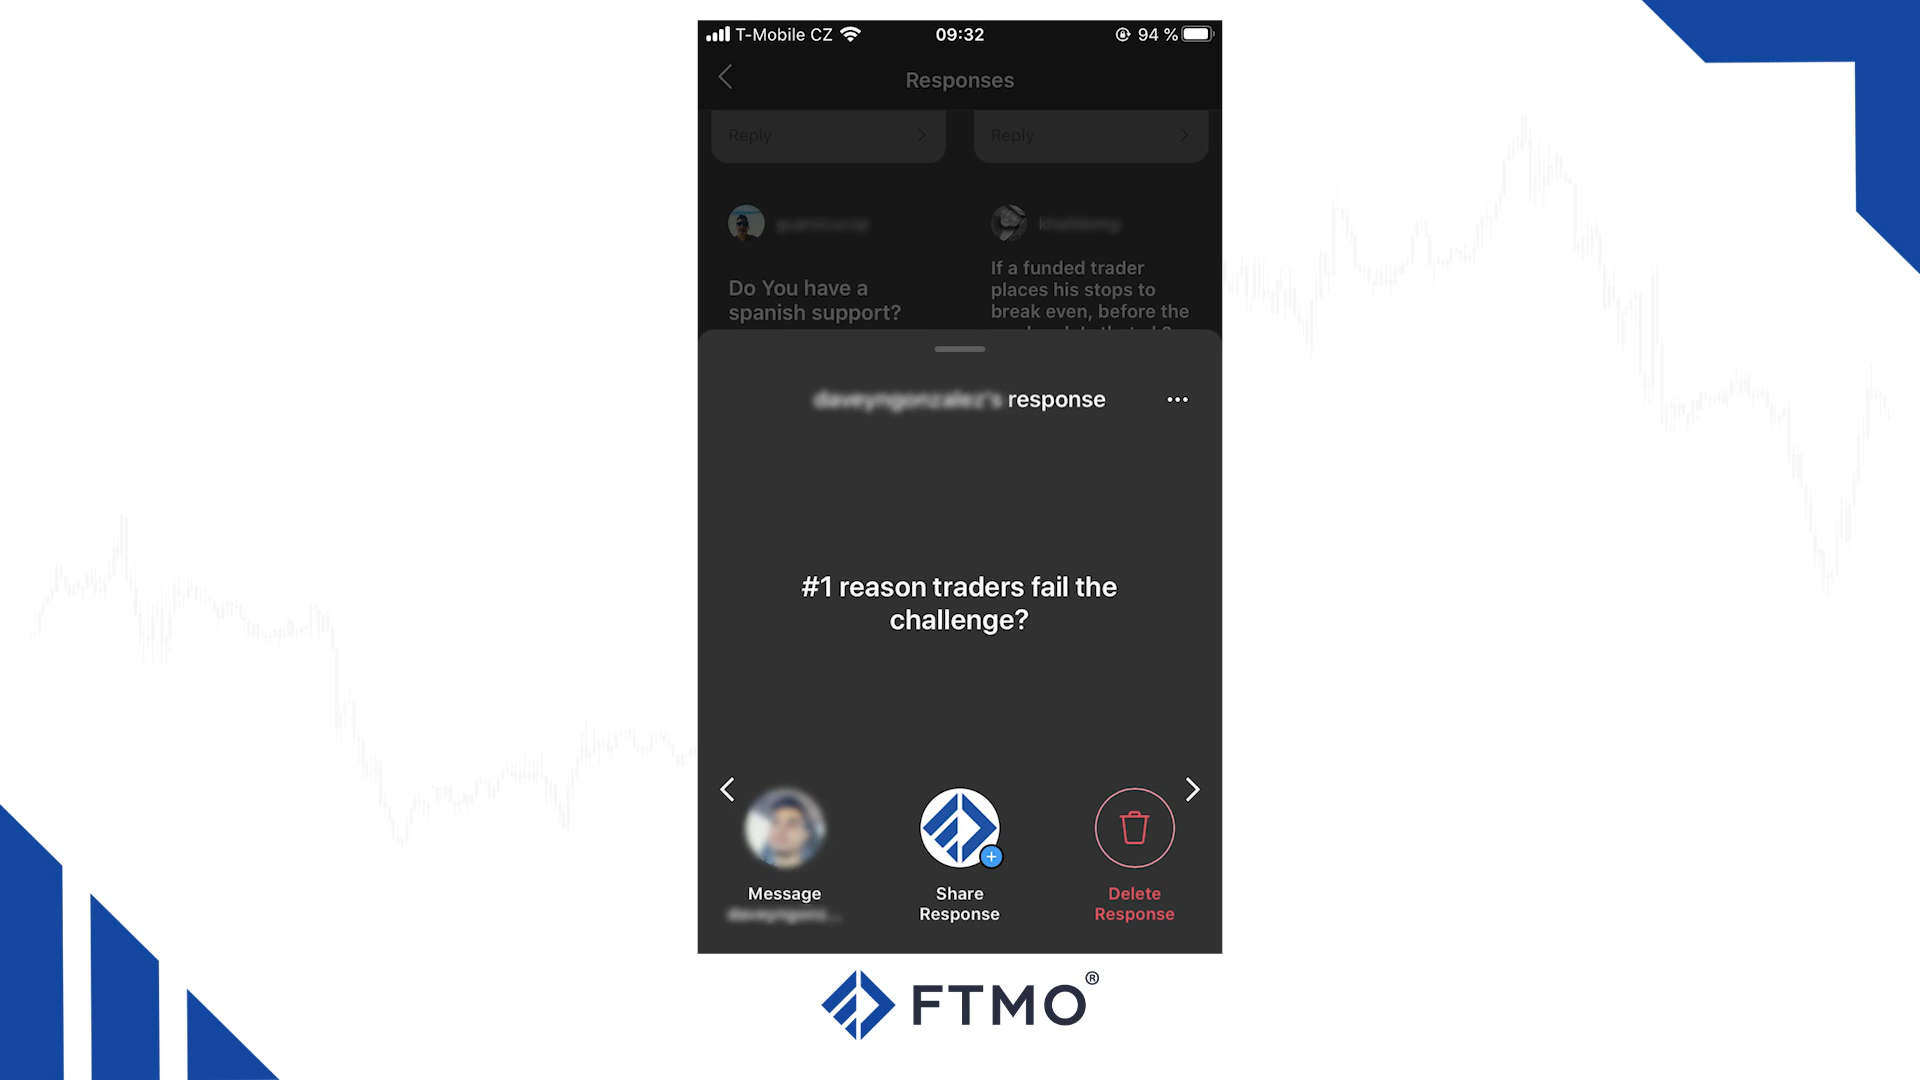 T-Mobile CZ 09:32 94 %
Responses
Reply Reply
Do You have a
spanish support?
If a funded trader
places his stops to
break even, before the
response
#1 reason traders fail the
challenge?
Message
Share
Response
Delete
Response
FTMO®